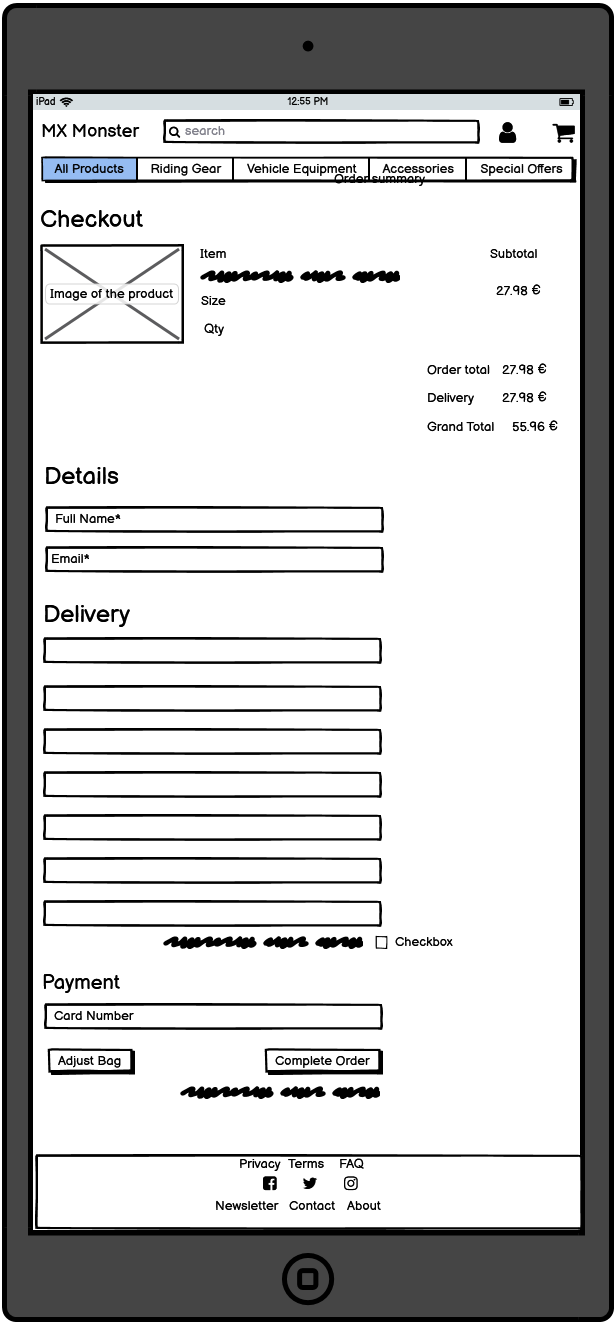 iPad 12:55 PM
MX Monster search
All Products Riding Gear Vehicle Equipment Accessories Special Offers
Order summary
Checkout
Item Subtotal
Image of the product
27.98 €
Size
Qty
Order total 27.98 €
Delivery 27.98 €
Grand Total 55.96 €
Details
Full Name*
Email*
Delivery
Checkbox
Payment
Card Number
Adjust Bag Complete Order
Privacy Terms FAQ
Newsletter Contact About